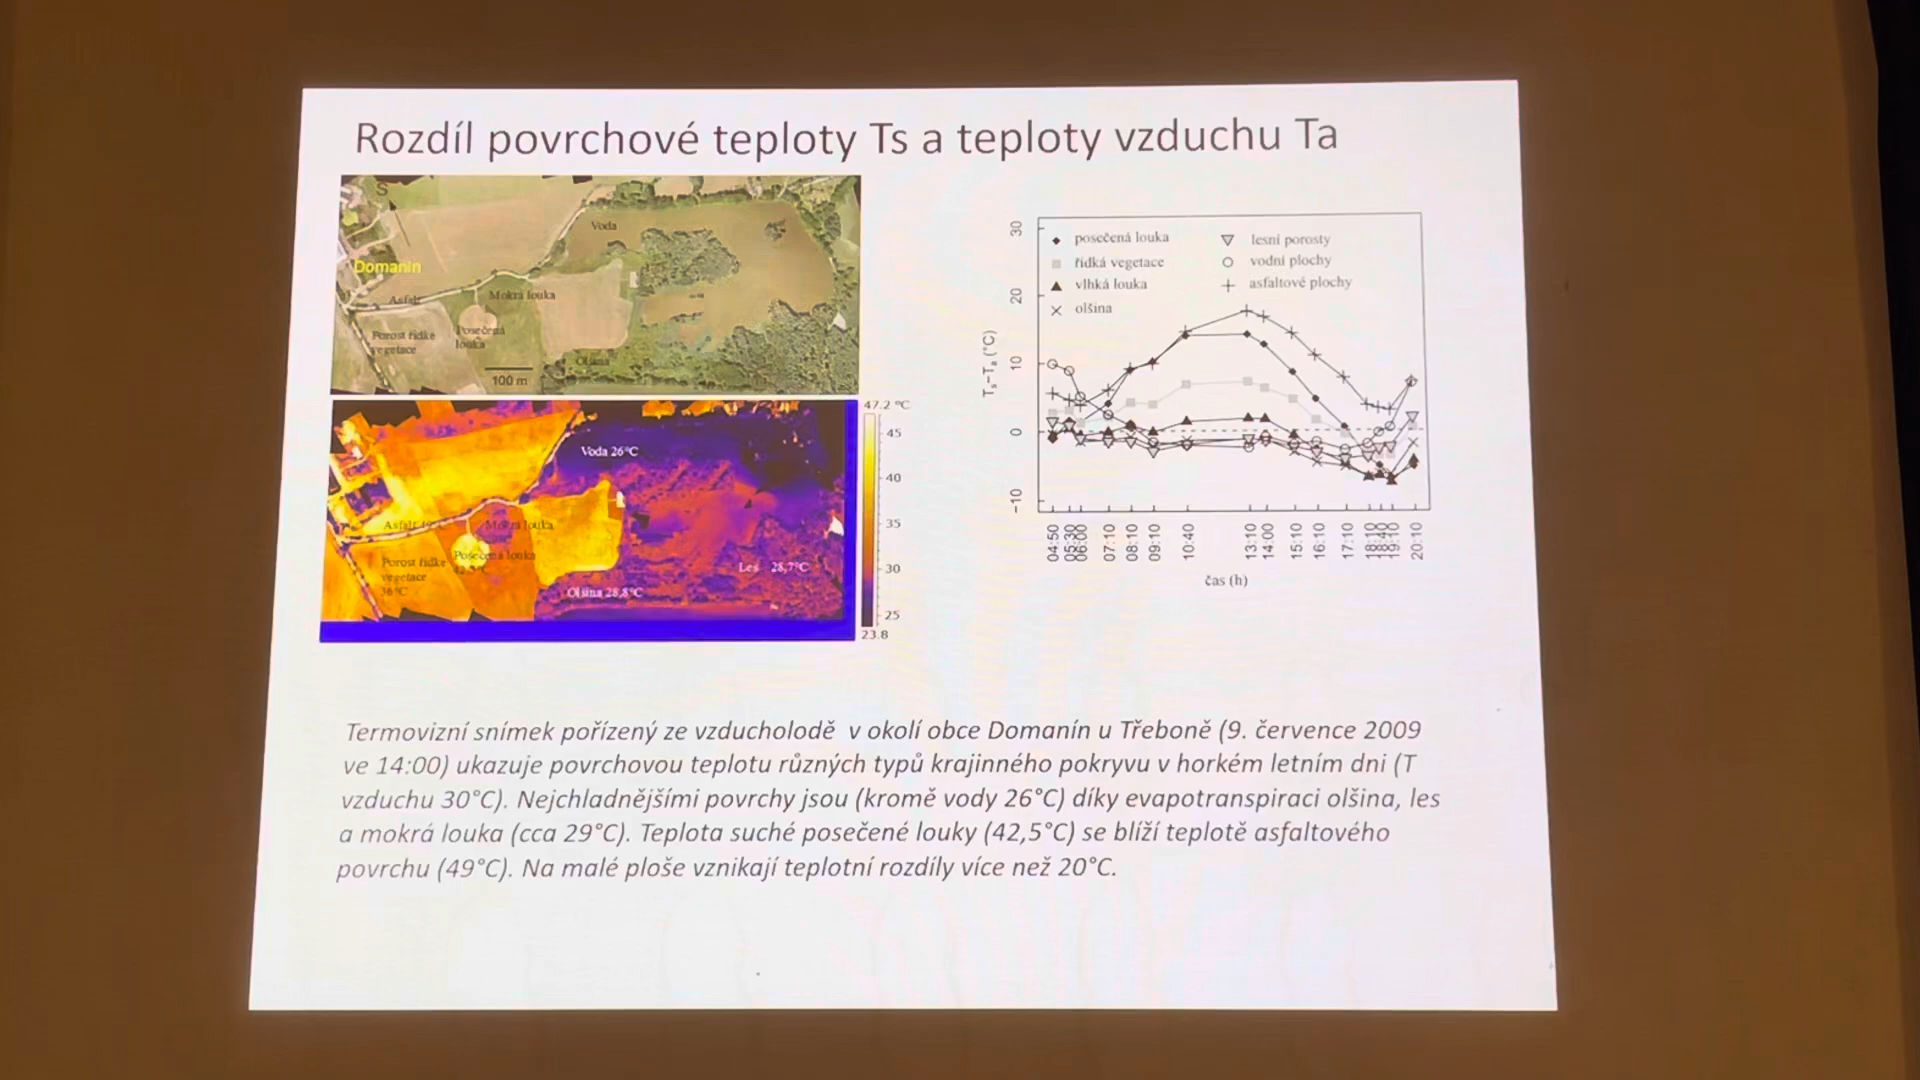 Rozdíl povrchové teploty Ts a teploty vzduchu Ta
S
Voda
Domanín
Asfalt
Mokrá louka
Porost řídké
vegetace
Posečená
louka
Olšina
100 m
47.2 °C
45
40
35
30
25
23.8
Voda 26°C
Asfalt 49°C
Mokrá louka
Posečená louka
Porost řídké
vegetace
36°C
Les 28,7°C
Olšina 28,8°C
posečená louka
řídká vegetace
vlhká louka
olšina
lesní porosty
vodní plochy
asfaltové plochy
Ts–Ta (°C)
30
20
10
0
−10
04:50
05:30
06:00
07:10
08:10
09:10
10:40
13:10
14:00
15:10
16:10
17:10
18:10
18:40
19:10
20:10
čas (h)
Termovizní snímek pořízený ze vzducholodě v okolí obce Domanín u Třeboně (9. července 2009
ve 14:00) ukazuje povrchovou teplotu různých typů krajinného pokryvu v horkém letním dni (T
vzduchu 30°C). Nejchladnějšími povrchy jsou (kromě vody 26°C) díky evapotranspiraci olšina, les
a mokrá louka (cca 29°C). Teplota suché posečené louky (42,5°C) se blíží teplotě asfaltového
povrchu (49°C). Na malé ploše vznikají teplotní rozdíly více než 20°C.